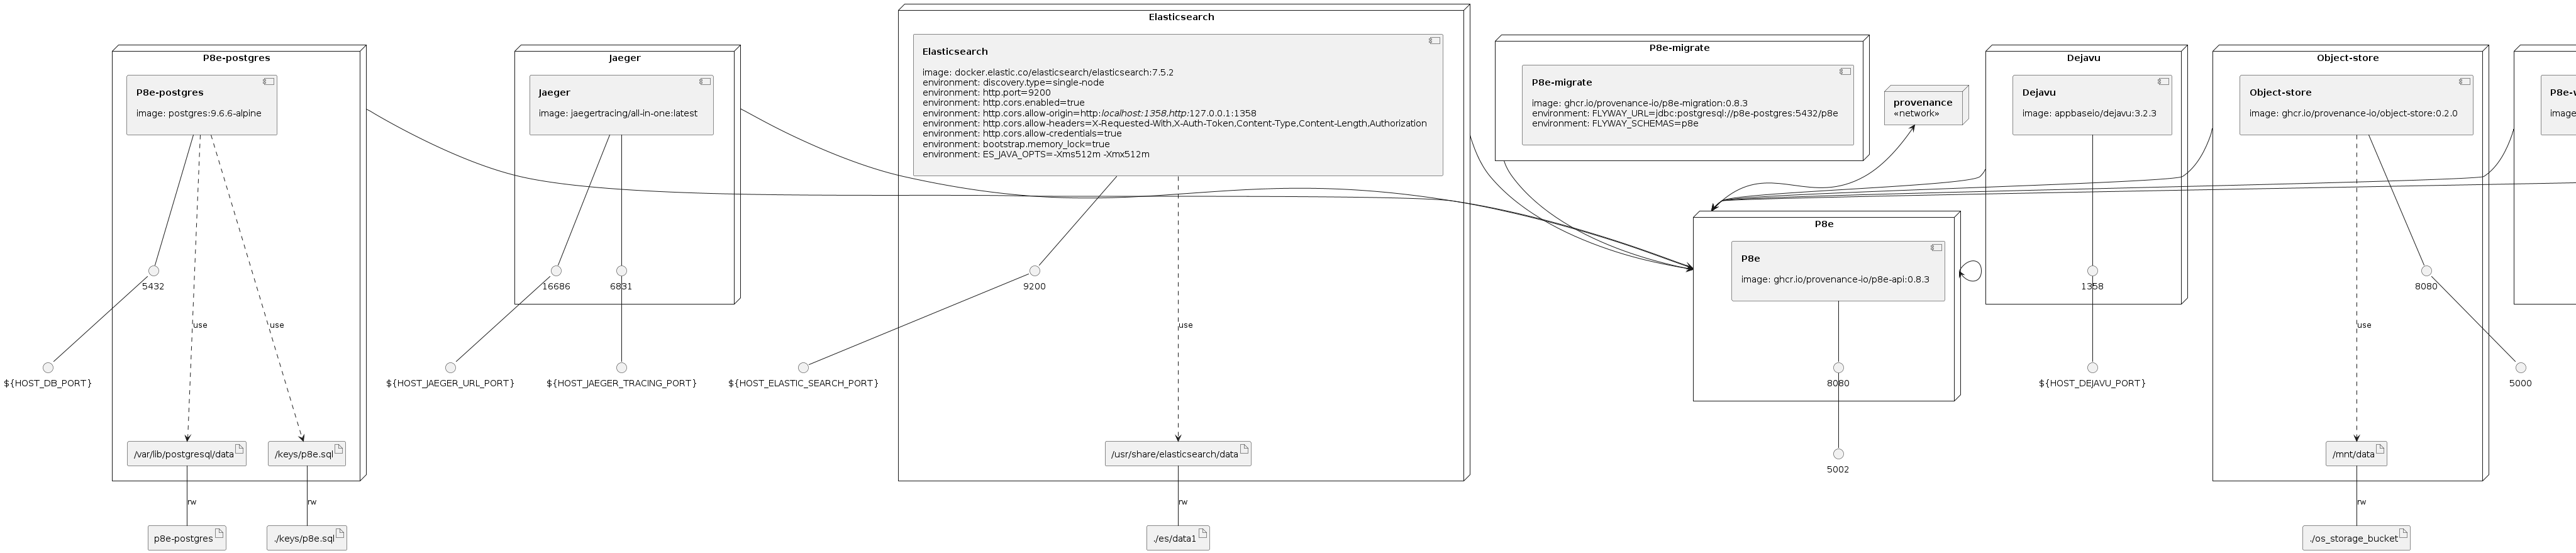 P8e-postgres
P8e-postgres
image: postgres:9.6.6-alpine
5432
${HOST_DB_PORT}
use
use
/var/lib/postgresql/data
/keys/p8e.sql
rw
rw
p8e-postgres
./keys/p8e.sql
Jaeger
Jaeger
image: jaegertracing/all-in-one:latest
16686
6831
${HOST_JAEGER_URL_PORT}
${HOST_JAEGER_TRACING_PORT}
Elasticsearch
Elasticsearch
image: docker.elastic.co/elasticsearch/elasticsearch:7.5.2
environment: discovery.type=single-node
environment: http.port=9200
environment: http.cors.enabled=true
environment: http.cors.allow-origin=http:localhost:1358,http:127.0.0.1:1358
environment: http.cors.allow-headers=X-Requested-With,X-Auth-Token,Content-Type,Content-Length,Authorization
environment: http.cors.allow-credentials=true
environment: bootstrap.memory_lock=true
environment: ES_JAVA_OPTS=-Xms512m -Xmx512m
9200
${HOST_ELASTIC_SEARCH_PORT}
use
/usr/share/elasticsearch/data
rw
./es/data1
P8e-migrate
P8e-migrate
image: ghcr.io/provenance-io/p8e-migration:0.8.3
environment: FLYWAY_URL=jdbc:postgresql://p8e-postgres:5432/p8e
environment: FLYWAY_SCHEMAS=p8e
provenance
«network»
P8e
P8e
image: ghcr.io/provenance-io/p8e-api:0.8.3
8080
5002
Dejavu
Dejavu
image: appbaseio/dejavu:3.2.3
1358
${HOST_DEJAVU_PORT}
Object-store
Object-store
image: ghcr.io/provenance-io/object-store:0.2.0
8080
5000
use
/mnt/data
rw
./os_storage_bucket
image